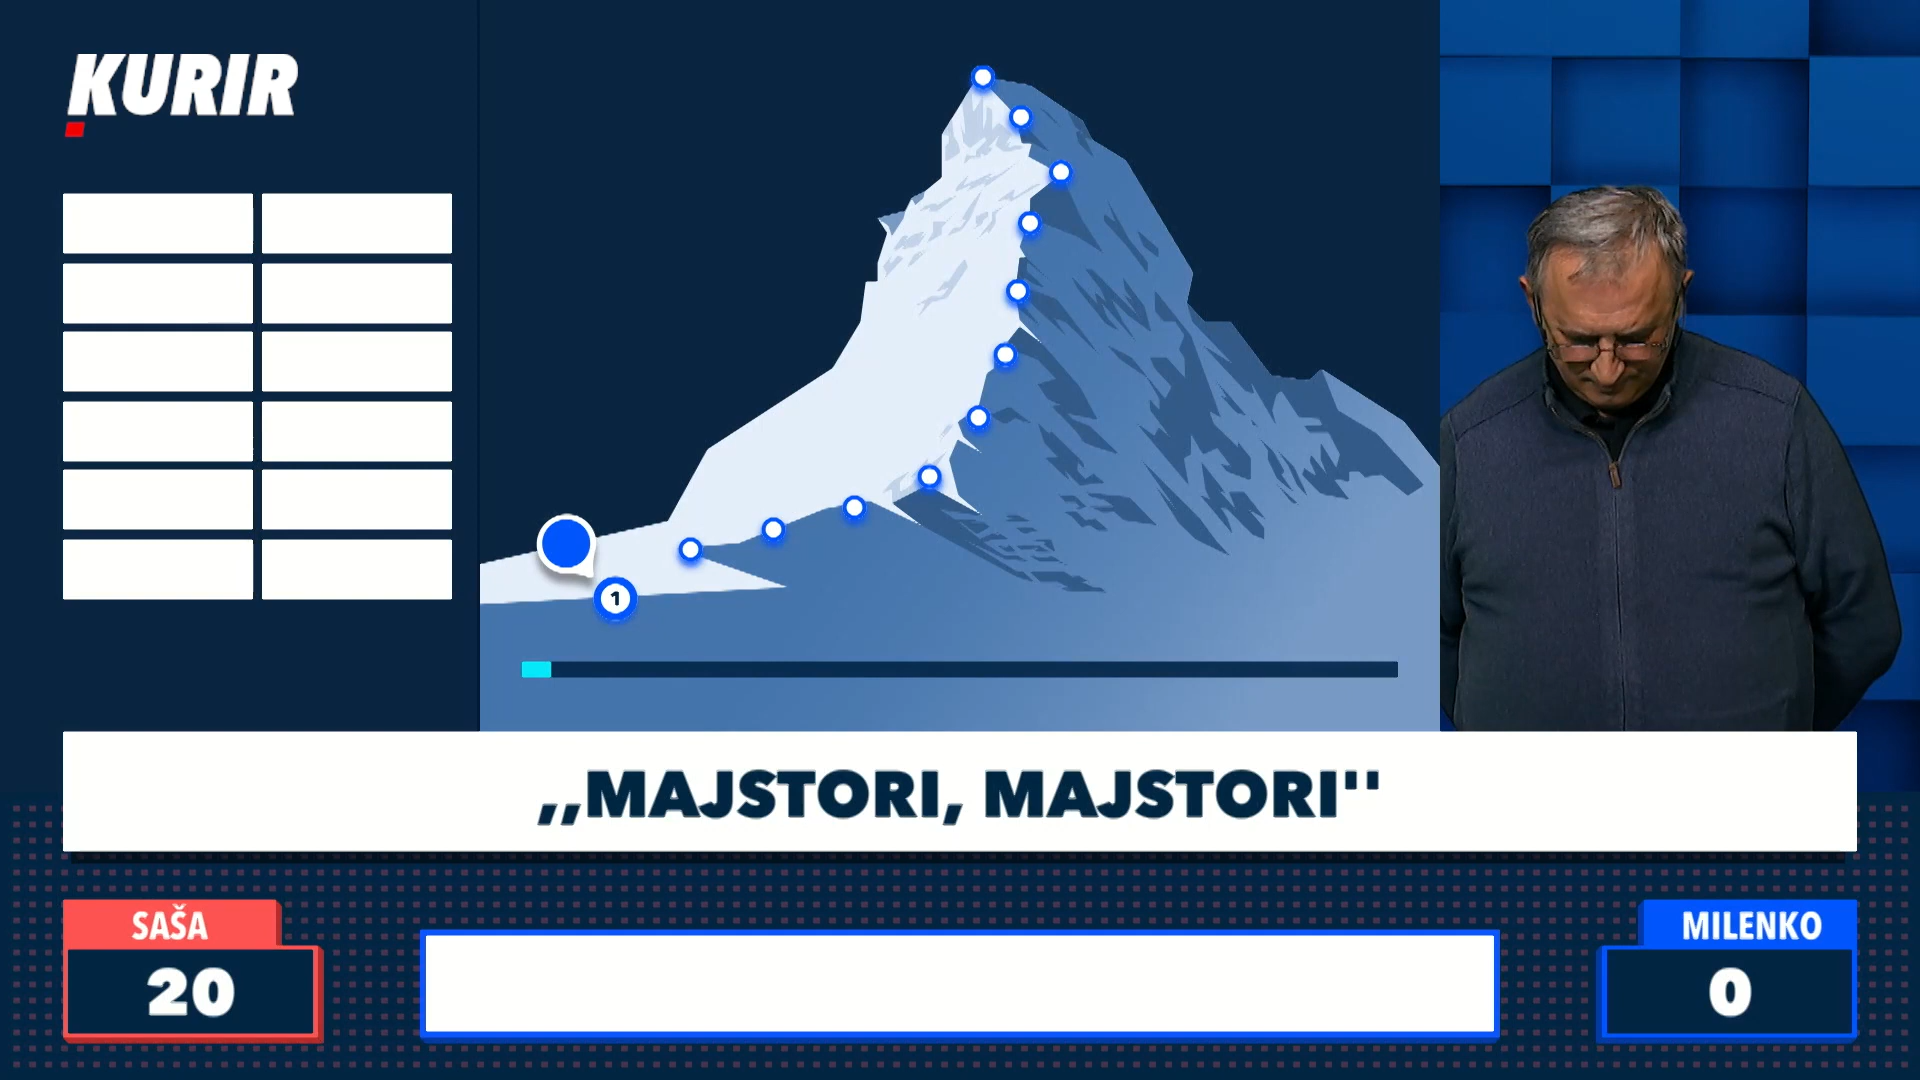 KURIR
1
,,MAJSTORI, MAJSTORI''
SAŠA
20
MILENKO
0